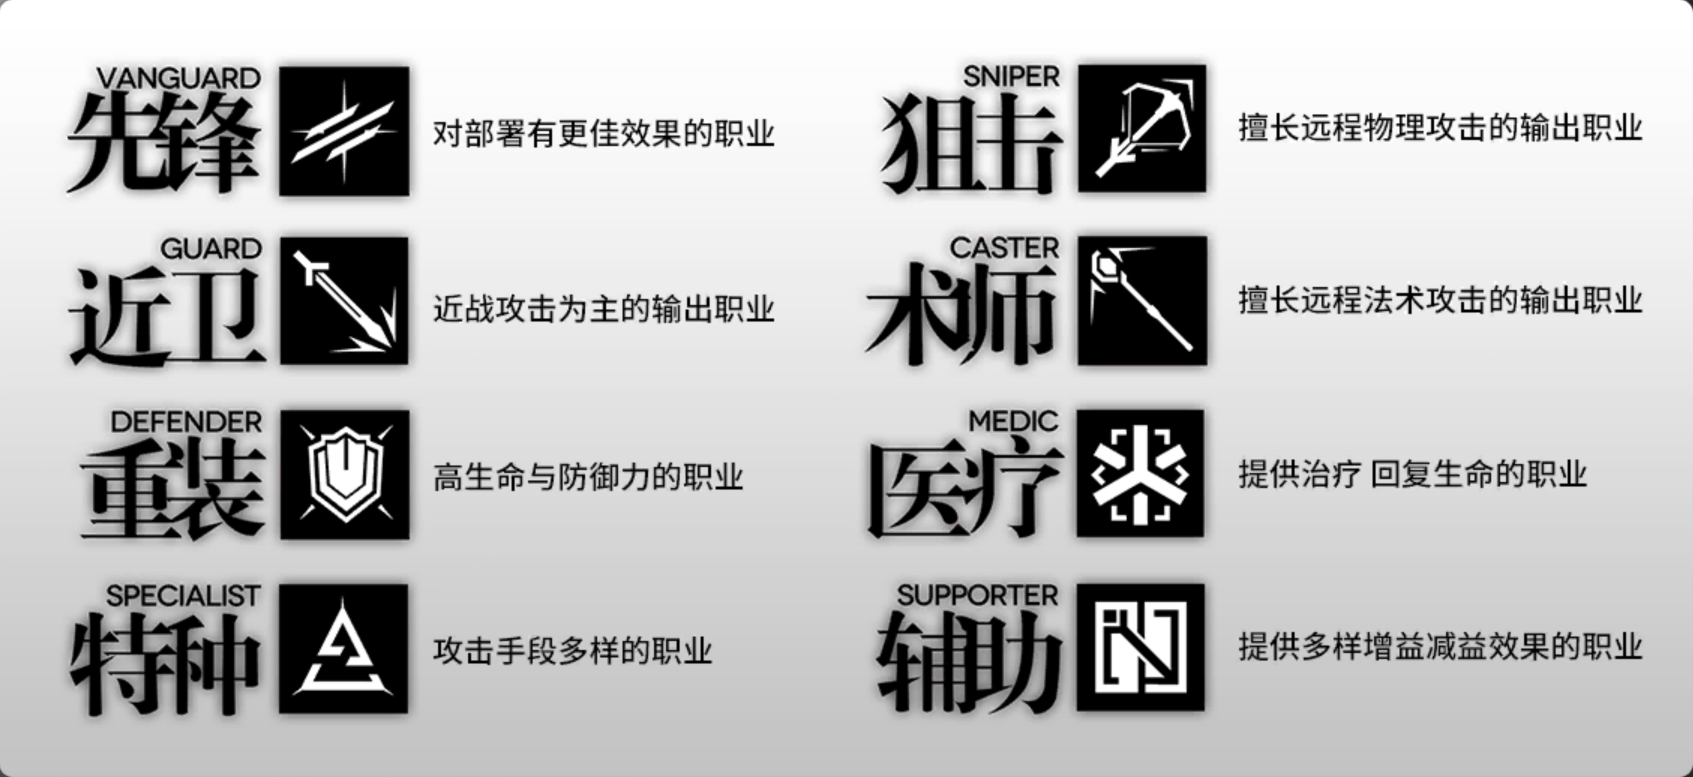 VANGUARD
先锋
对部署有更佳效果的职业
GUARD
近卫
近战攻击为主的输出职业
DEFENDER
重装
高生命与防御力的职业
SPECIALIST
特种
攻击手段多样的职业
SNIPER
狙击
擅长远程物理攻击的输出职业
CASTER
术师
擅长远程法术攻击的输出职业
MEDIC
医疗
提供治疗 回复生命的职业
SUPPORTER
辅助
提供多样增益减益效果的职业